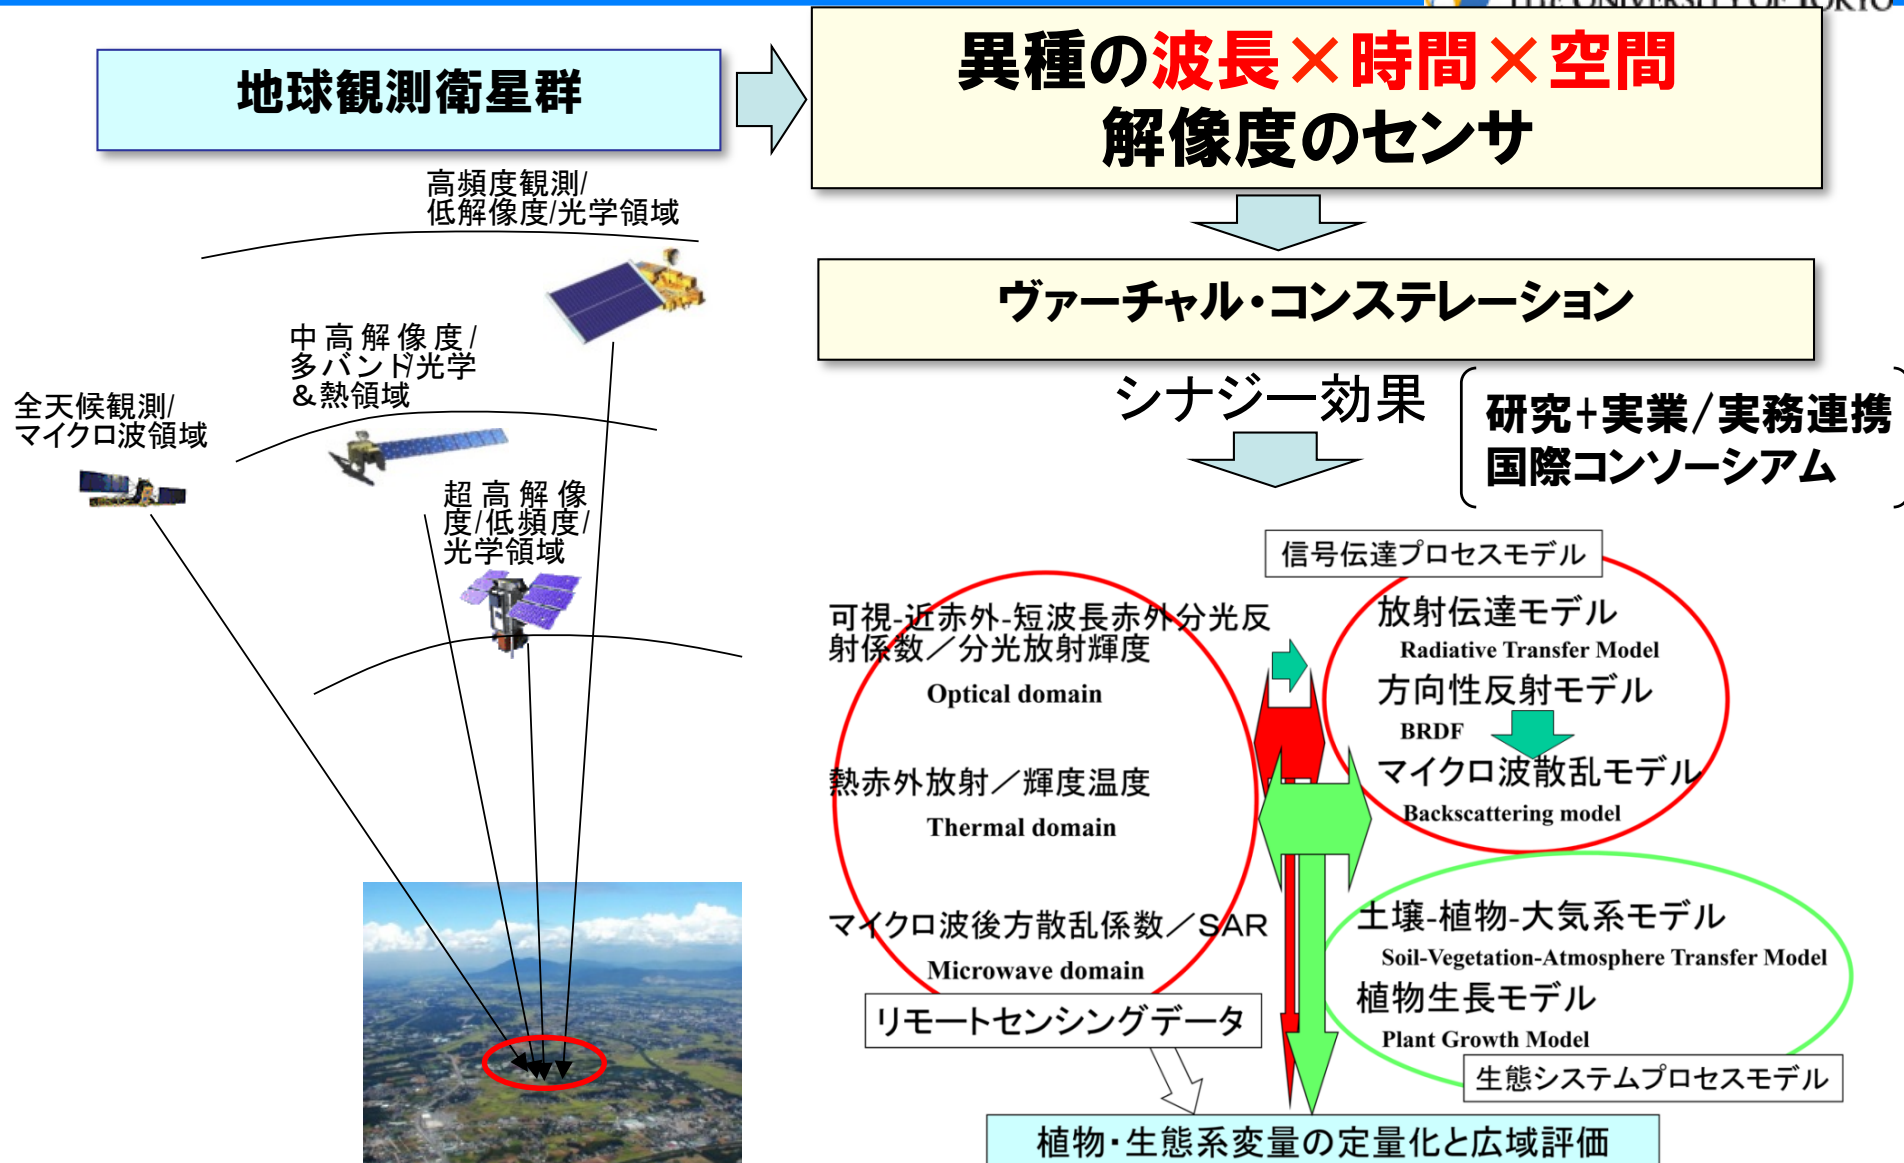 THE UNIVERSITY OF TOKYO
地球観測衛星群
異種の波長×時間×空間
解像度のセンサ
高頻度観測/
低解像度/光学領域
中高解像度/
多バンド/光学
&熱領域
全天候観測/
マイクロ波領域
超高解像
度/低頻度/
光学領域
ヴァーチャル・コンステレーション
シナジー効果
研究+実業/実務連携
国際コンソーシアム
信号伝達プロセスモデル
可視-近赤外-短波長赤外分光反
射係数／分光放射輝度
Optical domain
熱赤外放射／輝度温度
Thermal domain
マイクロ波後方散乱係数／SAR
Microwave domain
リモートセンシングデータ
放射伝達モデル
Radiative Transfer Model
方向性反射モデル
BRDF
マイクロ波散乱モデル
Backscattering model
土壌-植物-大気系モデル
Soil-Vegetation-Atmosphere Transfer Model
植物生長モデル
Plant Growth Model
生態システムプロセスモデル
植物・生態系変量の定量化と広域評価